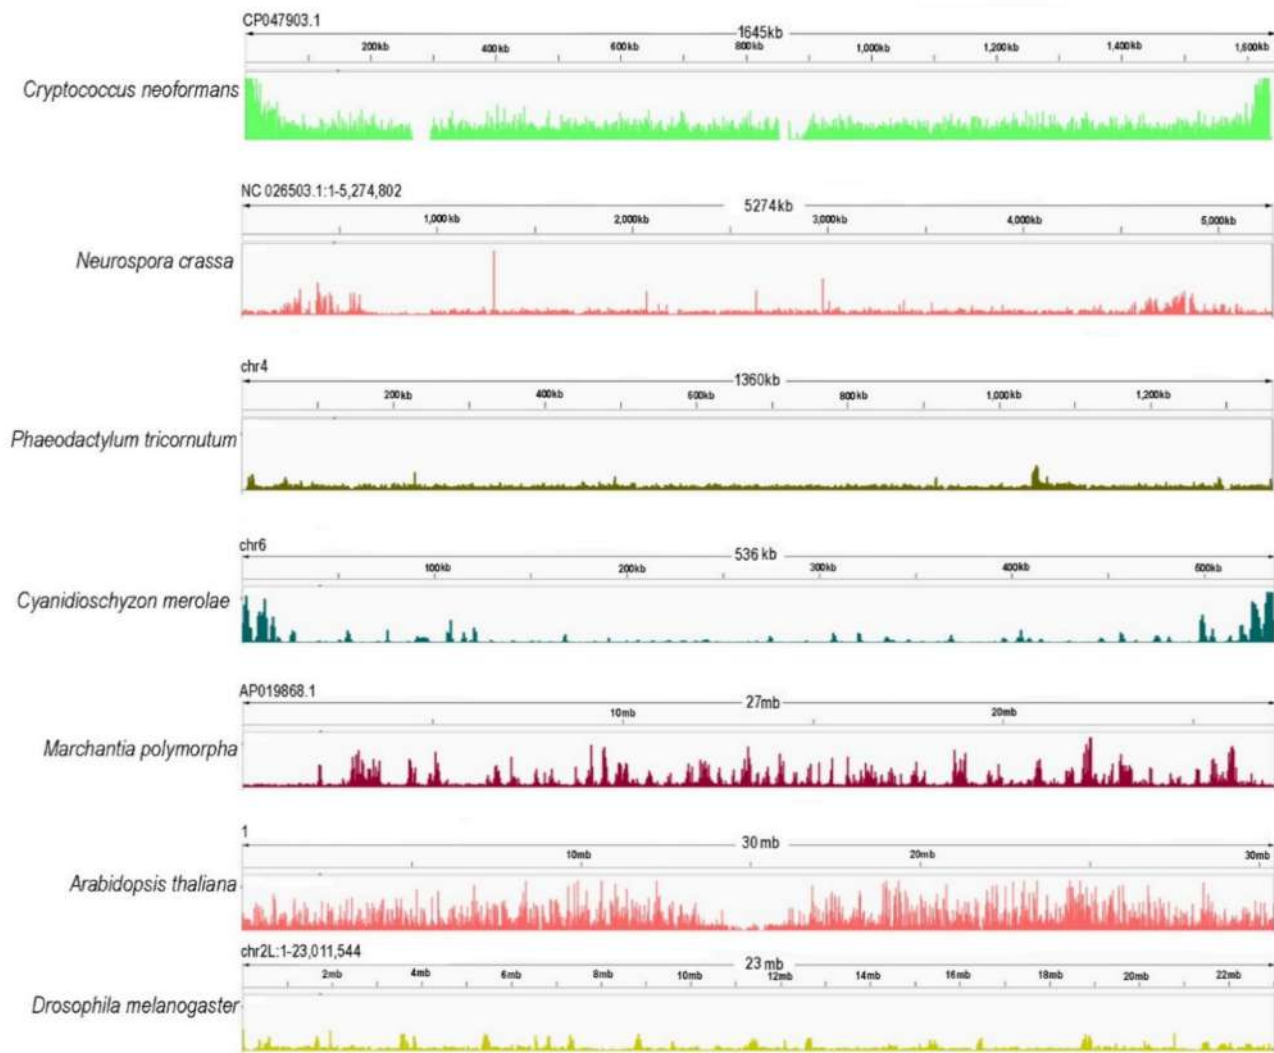 CP047903.1
1645kb
200kb 400kb 600kb 800kb 1,000kb 1,200kb 1,400kb 1,600kb
Cryptococcus neoformans
NC 026503.1:1-5,274,802
5274kb
1,000kb 2,000kb 3,000kb 4,000kb 5,000kb
Neurospora crassa
chr4
1360kb
200kb 400kb 600kb 800kb 1,000kb 1,200kb
Phaeodactylum tricornutum
chr6
536 kb
100kb 200kb 300kb 400kb 500kb
Cyanidioschyzon merolae
AP019868.1
27mb
10mb 20mb
Marchantia polymorpha
1
30 mb
10mb 20mb 30mb
Arabidopsis thaliana
chr2L:1-23,011,544
23 mb
2mb 4mb 6mb 8mb 10mb 12mb 14mb 16mb 18mb 20mb 22mb
Drosophila melanogaster